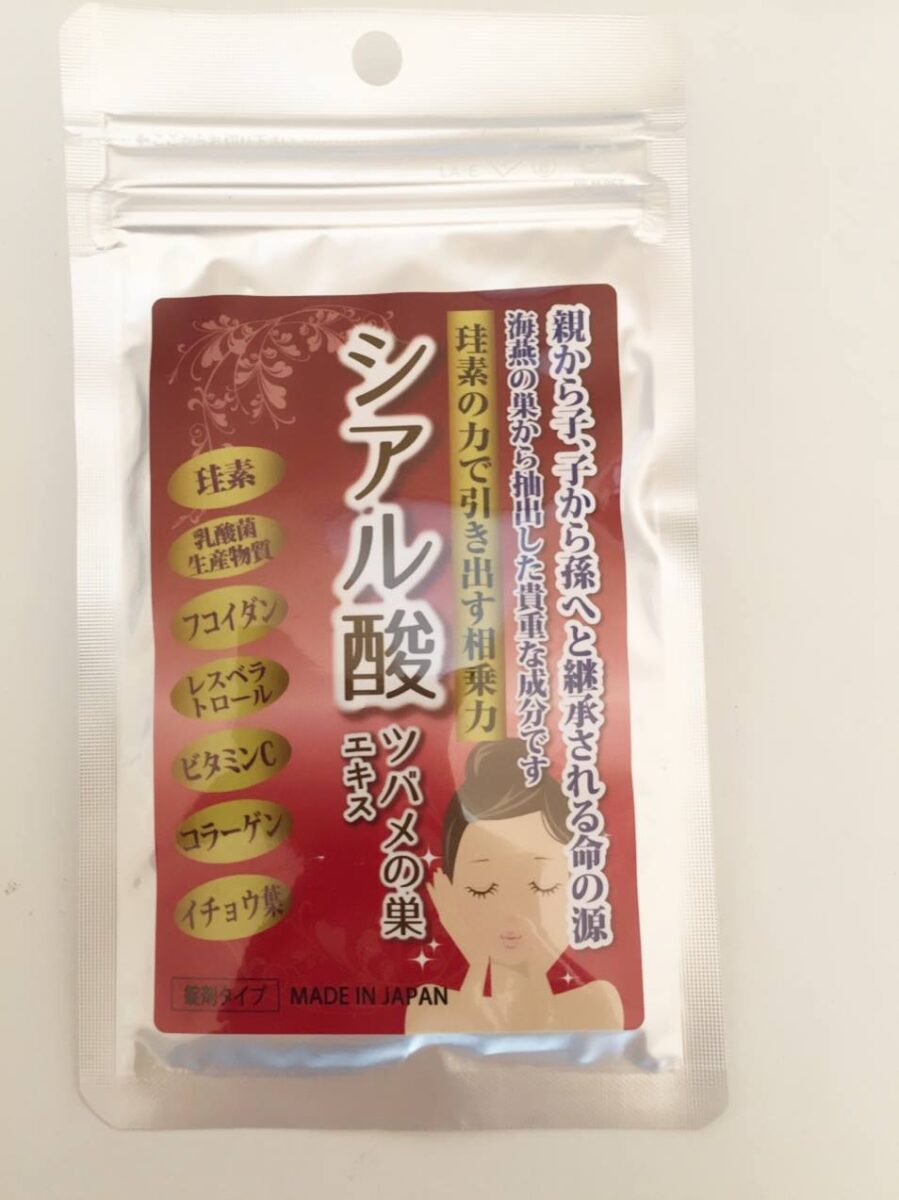 LA-E
親から子、子から孫へと継承される命の源
海燕の巣から抽出した貴重な成分です
珪素の力で引き出す相乗力
シアル酸
ツバメの巣
エキス
珪素
乳酸菌
生産物質
フコイダン
レスベラ
トロール
ビタミンC
コラーゲン
イチョウ葉
錠剤タイプ
MADE IN JAPAN